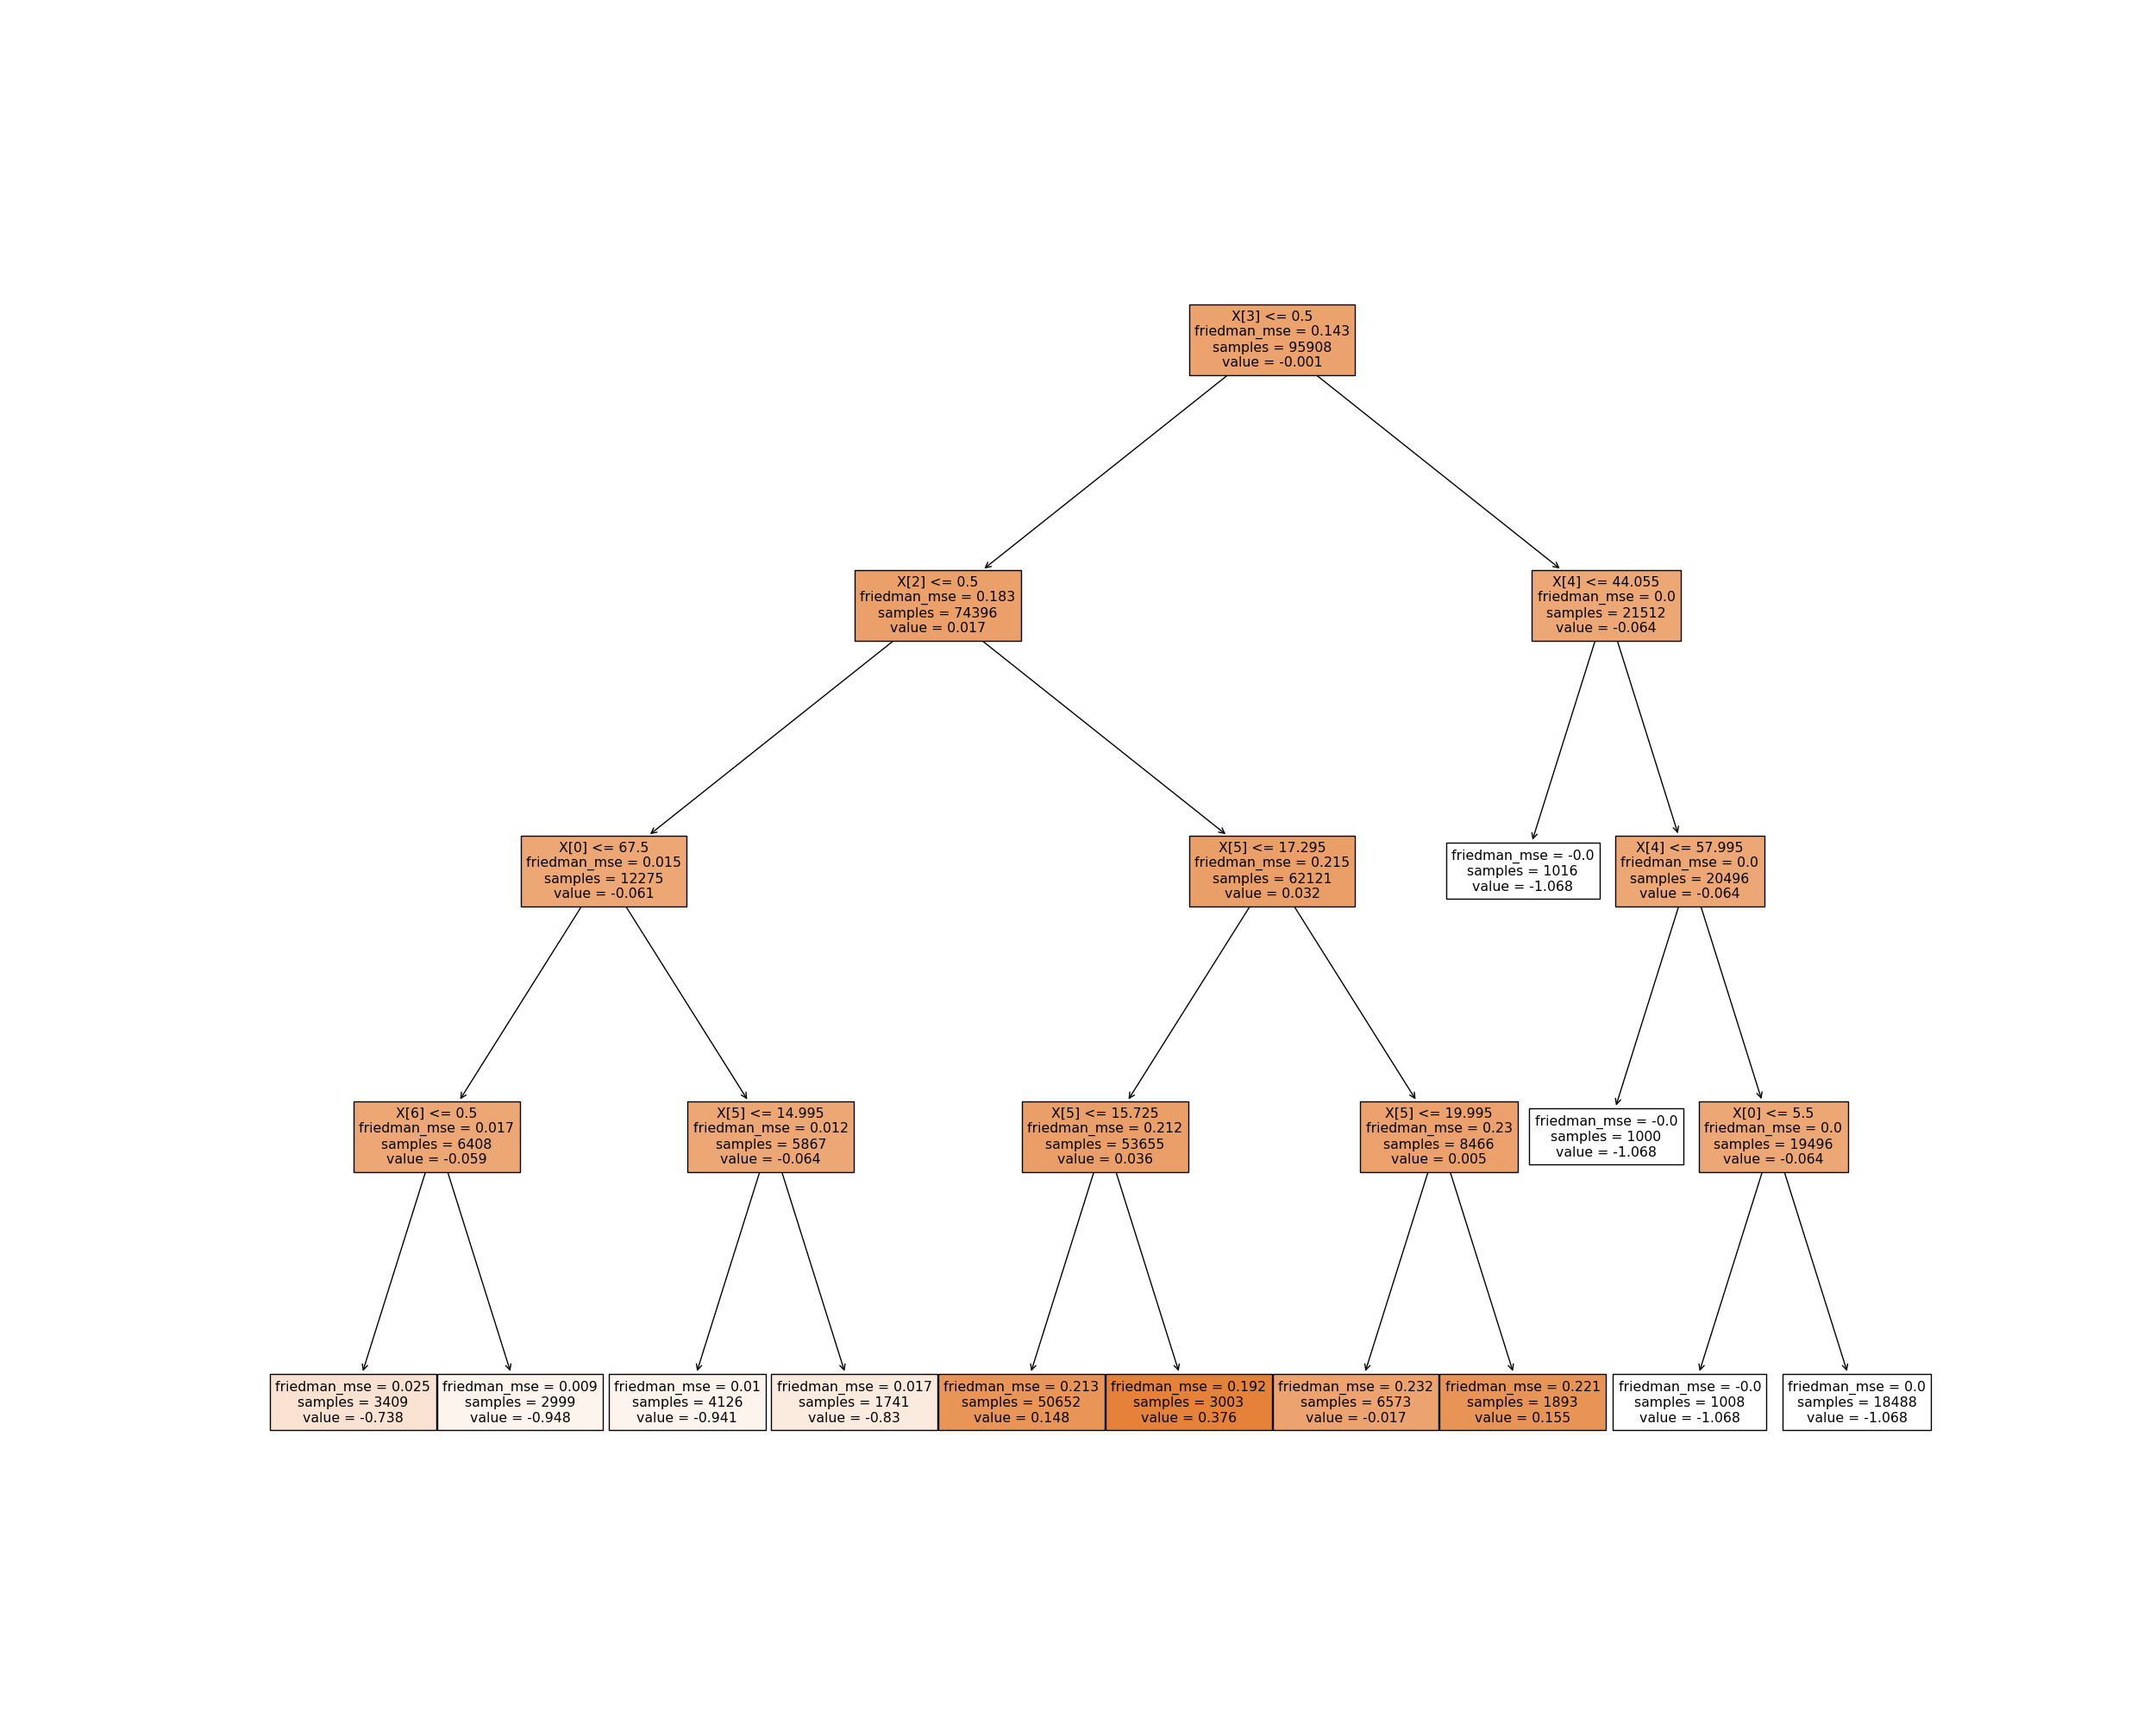 X[3] <= 0.5
friedman_mse = 0.143
samples = 95908
value = -0.001
X[2] <= 0.5
friedman_mse = 0.183
samples = 74396
value = 0.017
X[4] <= 44.055
friedman_mse = 0.0
samples = 21512
value = -0.064
X[0] <= 67.5
friedman_mse = 0.015
samples = 12275
value = -0.061
X[5] <= 17.295
friedman_mse = 0.215
samples = 62121
value = 0.032
friedman_mse = -0.0
samples = 1016
value = -1.068
X[4] <= 57.995
friedman_mse = 0.0
samples = 20496
value = -0.064
X[6] <= 0.5
friedman_mse = 0.017
samples = 6408
value = -0.059
X[5] <= 14.995
friedman_mse = 0.012
samples = 5867
value = -0.064
X[5] <= 15.725
friedman_mse = 0.212
samples = 53655
value = 0.036
X[5] <= 19.995
friedman_mse = 0.23
samples = 8466
value = 0.005
friedman_mse = -0.0
samples = 1000
value = -1.068
X[0] <= 5.5
friedman_mse = 0.0
samples = 19496
value = -0.064
friedman_mse = 0.025
samples = 3409
value = -0.738
friedman_mse = 0.009
samples = 2999
value = -0.948
friedman_mse = 0.01
samples = 4126
value = -0.941
friedman_mse = 0.017
samples = 1741
value = -0.83
friedman_mse = 0.213
samples = 50652
value = 0.148
friedman_mse = 0.192
samples = 3003
value = 0.376
friedman_mse = 0.232
samples = 6573
value = -0.017
friedman_mse = 0.221
samples = 1893
value = 0.155
friedman_mse = -0.0
samples = 1008
value = -1.068
friedman_mse = 0.0
samples = 18488
value = -1.068